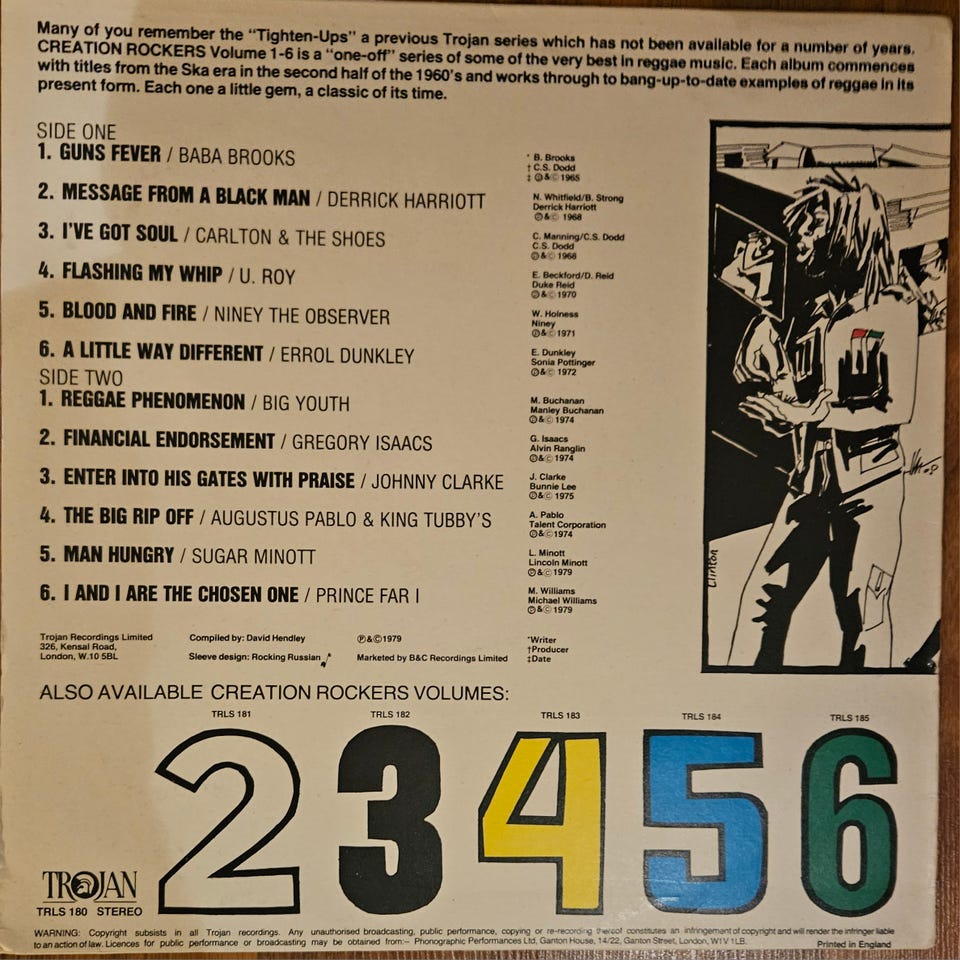 Many of you remember the "Tighten-Ups" a previous Trojan series which has not been available for a number of years.
CREATION ROCKERS Volume 1-6 is a "one-off" series of some of the very best in reggae music. Each album commences
with titles from the Ska era in the second half of the 1960's and works through to bang-up-to-date examples of reggae in its
present form. Each one a little gem, a classic of its time.
SIDE ONE
1. GUNS FEVER / BABA BROOKS
* B. Brooks
† C.S. Dodd
‡ ℗&© 1965
2. MESSAGE FROM A BLACK MAN / DERRICK HARRIOTT
N. Whitfield/B. Strong
Derrick Harriott
℗&© 1968
3. I'VE GOT SOUL / CARLTON & THE SHOES
C. Manning/C.S. Dodd
C.S. Dodd
℗&© 1968
4. FLASHING MY WHIP / U. ROY
E. Beckford/D. Reid
Duke Reid
℗&© 1970
5. BLOOD AND FIRE / NINEY THE OBSERVER
W. Holness
Niney
℗&© 1971
6. A LITTLE WAY DIFFERENT / ERROL DUNKLEY
E. Dunkley
Sonia Pottinger
℗&© 1972
SIDE TWO
1. REGGAE PHENOMENON / BIG YOUTH
M. Buchanan
Manley Buchanan
℗&© 1974
2. FINANCIAL ENDORSEMENT / GREGORY ISAACS
G. Isaacs
Alvin Ranglin
℗&© 1974
3. ENTER INTO HIS GATES WITH PRAISE / JOHNNY CLARKE
J. Clarke
Bunnie Lee
℗&© 1975
4. THE BIG RIP OFF / AUGUSTUS PABLO & KING TUBBY'S
A. Pablo
Talent Corporation
℗&© 1974
5. MAN HUNGRY / SUGAR MINOTT
L. Minott
Lincoln Minott
℗&© 1979
6. I AND I ARE THE CHOSEN ONE / PRINCE FAR I
M. Williams
Michael Williams
℗&© 1979
Clinton
Trojan Recordings Limited
326, Kensal Road,
London, W.10 5BL
Compiled by: David Hendley
Sleeve design: Rocking Russian
℗&©1979
Marketed by B&C Recordings Limited
*Writer
†Producer
‡Date
ALSO AVAILABLE CREATION ROCKERS VOLUMES:
TRLS 181 TRLS 182 TRLS 183 TRLS 184 TRLS 185
2 3 4 5 6
TROJAN
TRLS 180 STEREO
WARNING: Copyright subsists in all Trojan recordings. Any unauthorised broadcasting, public performance, copying or re-recording thereof constitutes an infringement of copyright and will render the infringer liable
to an action of law. Licences for public performance or broadcasting may be obtained from:– Phonographic Performances Ltd, Ganton House, 14/22, Ganton Street, London, W1V 1LB.
Printed in England